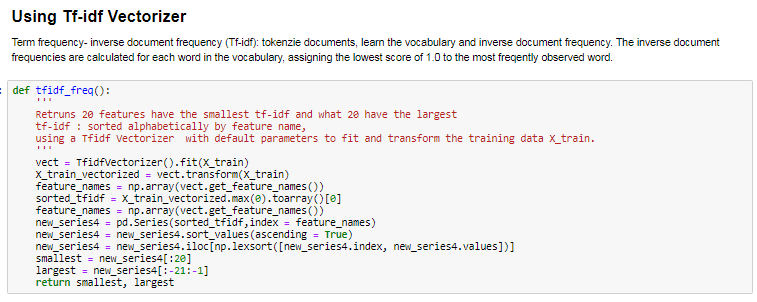 Using Tf-idf Vectorizer
Term frequency- inverse document frequency (Tf-idf): tokenzie documents, learn the vocabulary and inverse document frequency. The inverse document
frequencies are calculated for each word in the vocabulary, assigning the lowest score of 1.0 to the most freqently observed word.
: def tfidf_freq():
    '''
    Retruns 20 features have the smallest tf-idf and what 20 have the largest
    tf-idf : sorted alphabetically by feature name,
    using a Tfidf Vectorizer  with default parameters to fit and transform the training data X_train.
    '''
    vect = TfidfVectorizer().fit(X_train)
    X_train_vectorized = vect.transform(X_train)
    feature_names = np.array(vect.get_feature_names())
    sorted_tfidf = X_train_vectorized.max(0).toarray()[0]
    feature_names = np.array(vect.get_feature_names())
    new_series4 = pd.Series(sorted_tfidf,index = feature_names)
    new_series4 = new_series4.sort_values(ascending = True)
    new_series4 = new_series4.iloc[np.lexsort([new_series4.index, new_series4.values])]
    smallest = new_series4[:20]
    largest = new_series4[:-21:-1]
    return smallest, largest